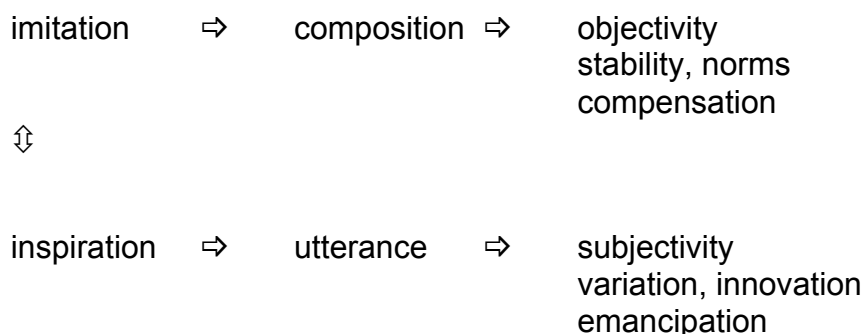 imitation ⇨ composition ⇨ objectivity
stability, norms
compensation
⇳
inspiration ⇨ utterance ⇨ subjectivity
variation, innovation
emancipation